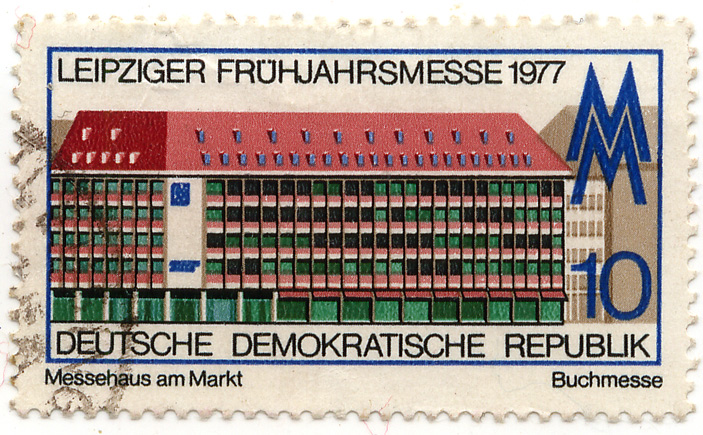 LEIPZIGER FRÜHJAHRSMESSE 1977
MM
10
DEUTSCHE DEMOKRATISCHE REPUBLIK
Messehaus am Markt
Buchmesse